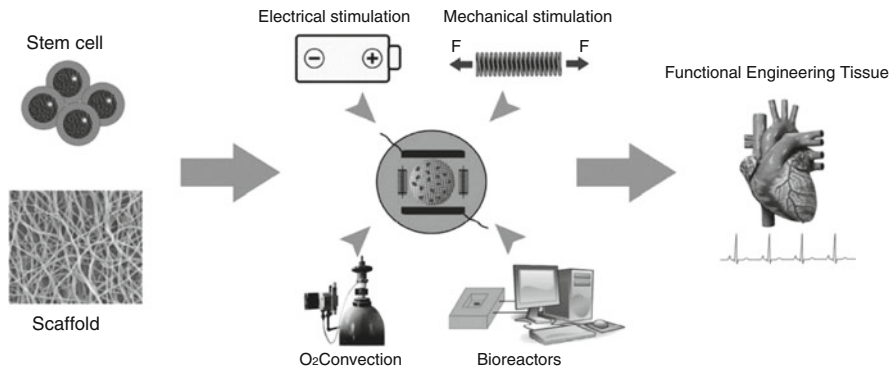 Electrical stimulation
Mechanical stimulation
Stem cell
F F
Functional Engineering Tissue
Scaffold
O₂Convection
Bioreactors